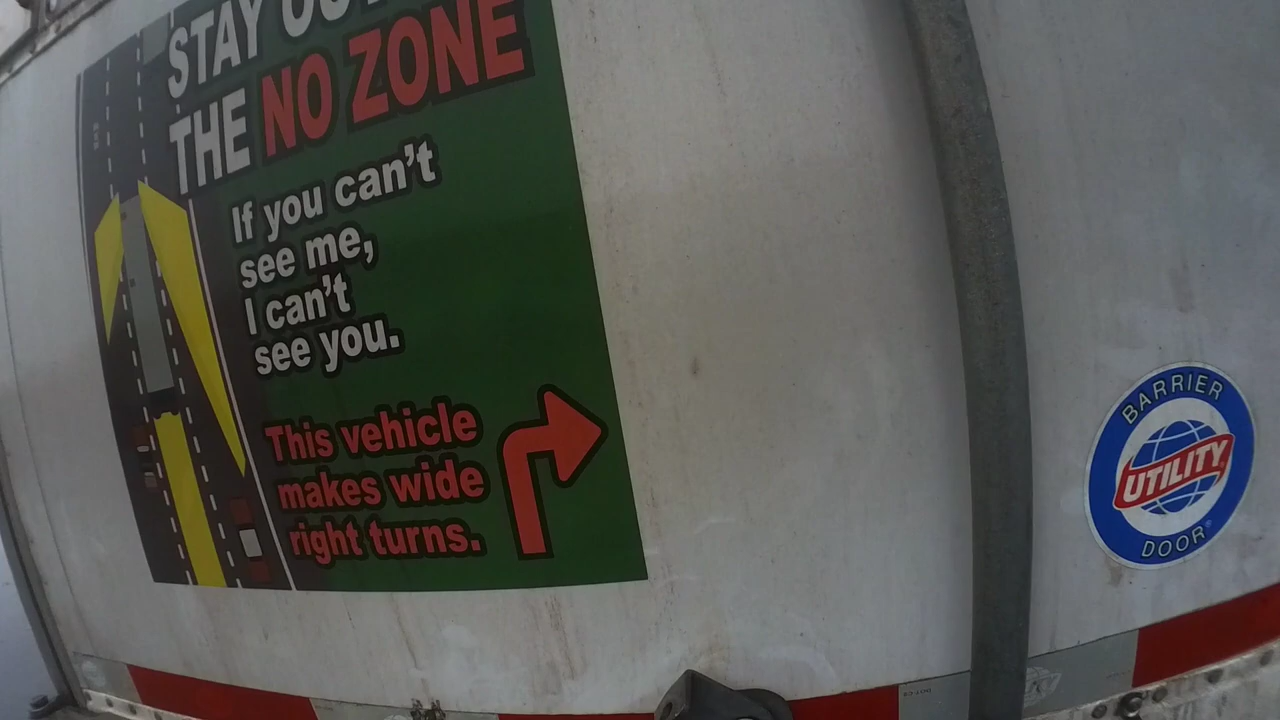 STAY OUT
THE NO ZONE
If you can't
see me,
I can't
see you.
This vehicle
makes wide
right turns.
BARRIER
UTILITY
DOOR